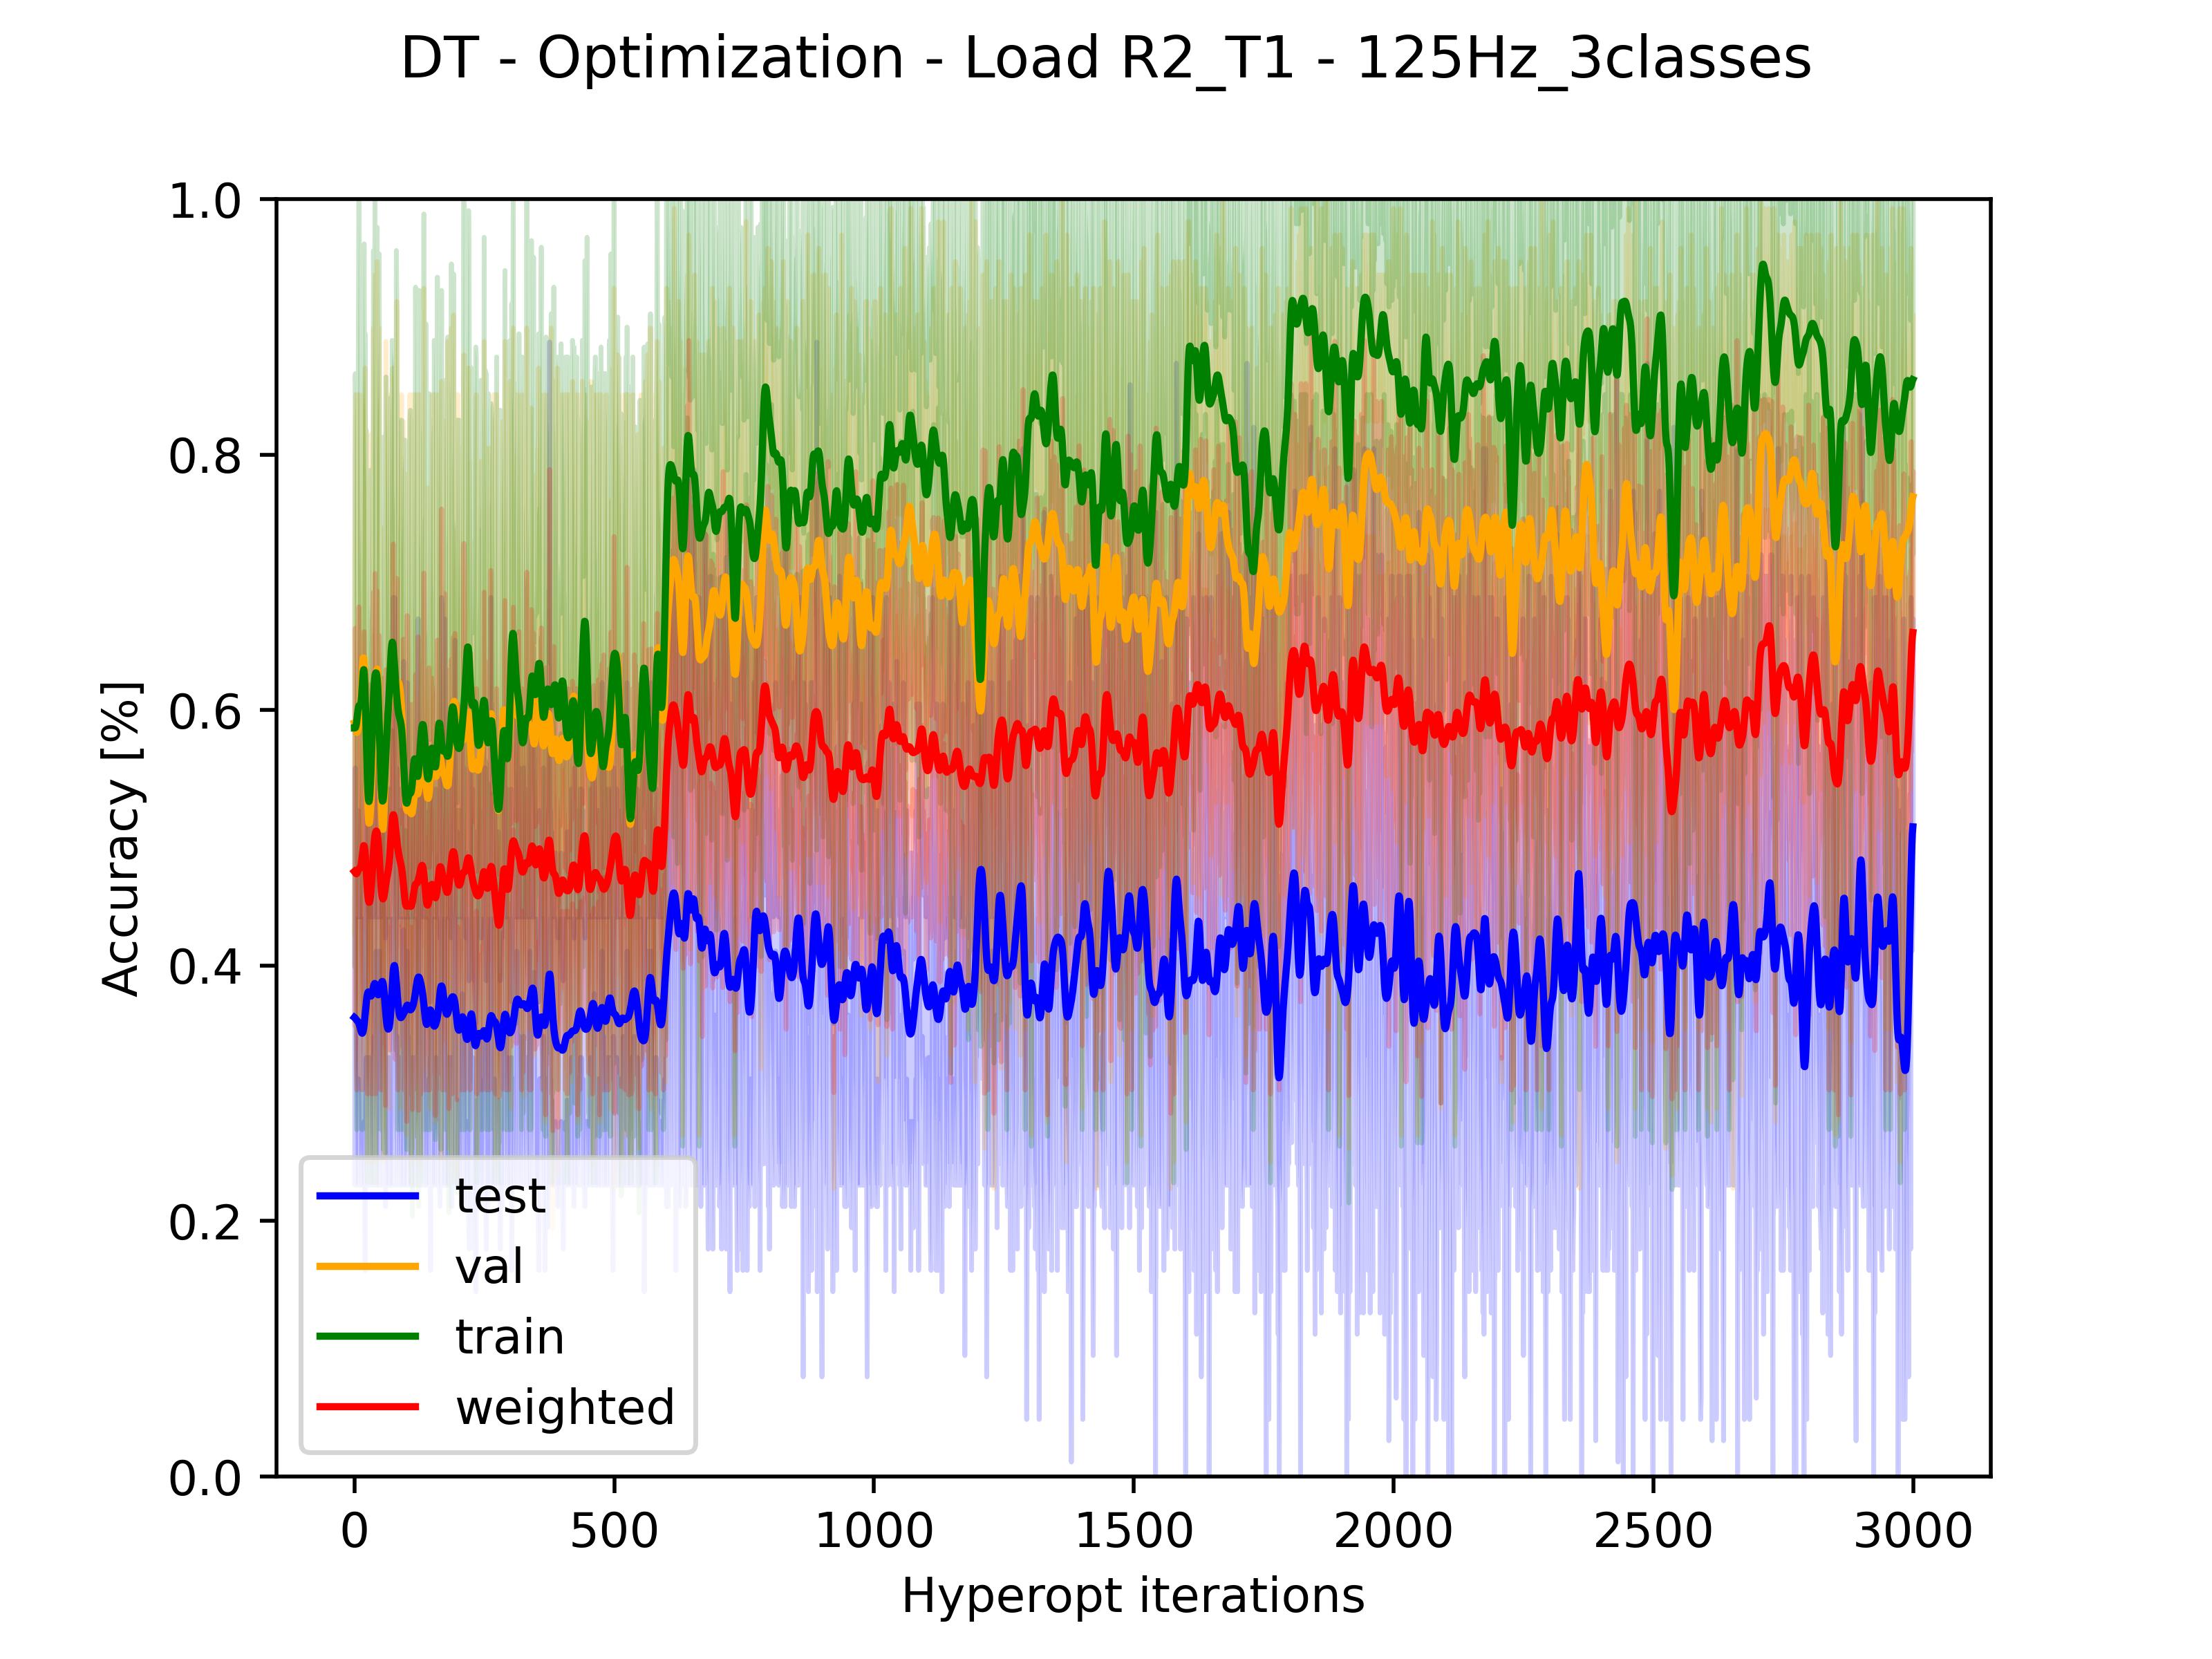 DT - Optimization - Load R2_T1 - 125Hz_3classes
1.0
0.8
0.6
0.4
0.2
0.0
Accuracy [%]
test
val
train
weighted
0 500 1000 1500 2000 2500 3000
Hyperopt iterations